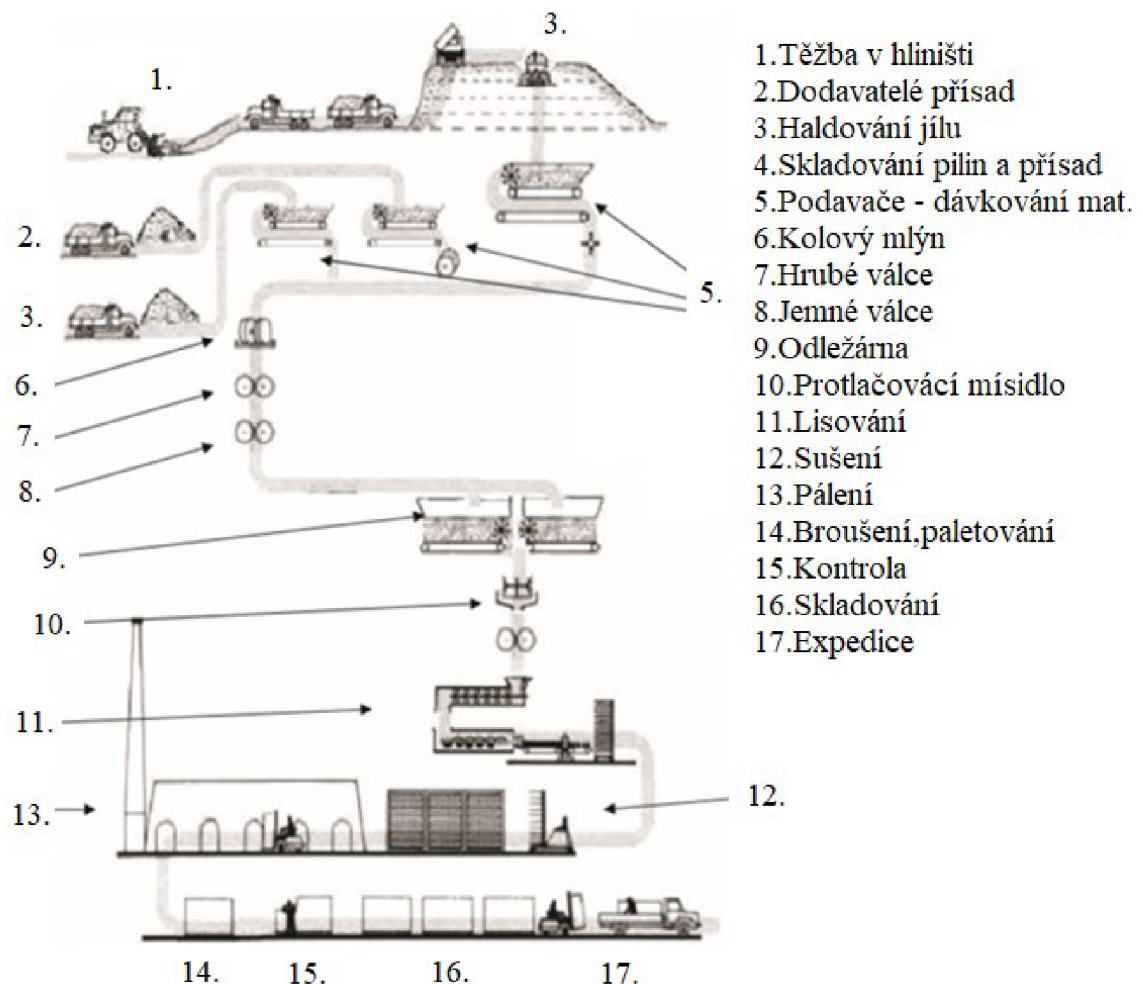 3.
1.
2.
3.
5.
6.
7.
8.
9.
10.
11.
12.
13.
14.
15.
16.
17.
1.Těžba v hliništi
2.Dodavatelé přísad
3.Haldování jílu
4.Skladování pilin a přísad
5.Podavače - dávkování mat.
6.Kolový mlýn
7.Hrubé válce
8.Jemné válce
9.Odležárna
10.Protlačovácí mísidlo
11.Lisování
12.Sušení
13.Pálení
14.Broušení,paletování
15.Kontrola
16.Skladování
17.Expedice